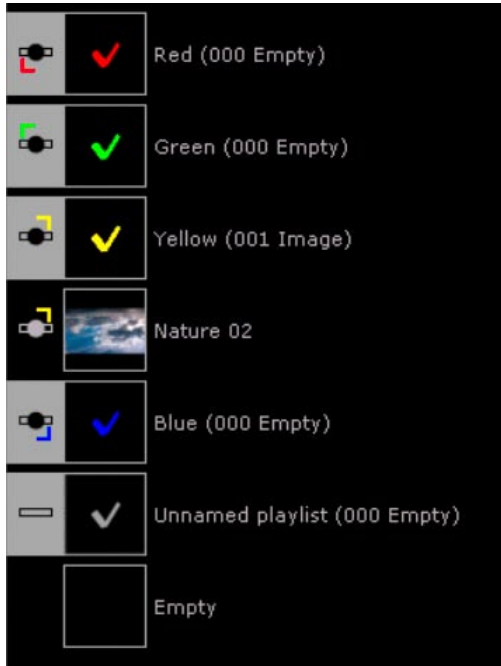 Red (000 Empty)
Green (000 Empty)
Yellow (001 Image)
Nature 02
Blue (000 Empty)
Unnamed playlist (000 Empty)
Empty